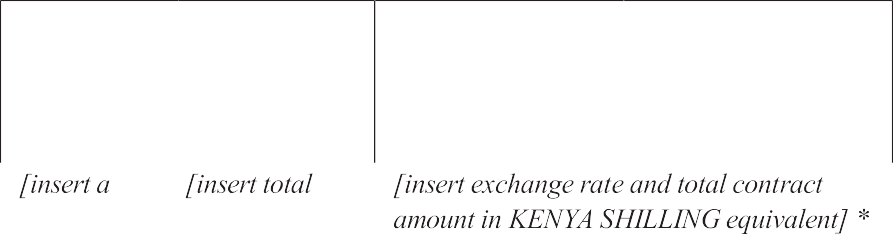 [insert a [insert total [insert exchange rate and total contract
amount in KENYA SHILLING equivalent] *